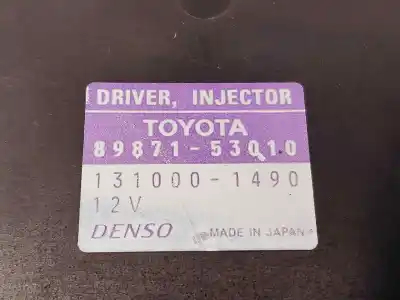 DRIVER, INJECTOR
TOYOTA
89871-53010
131000-1490
12V
DENSO MADE IN JAPAN